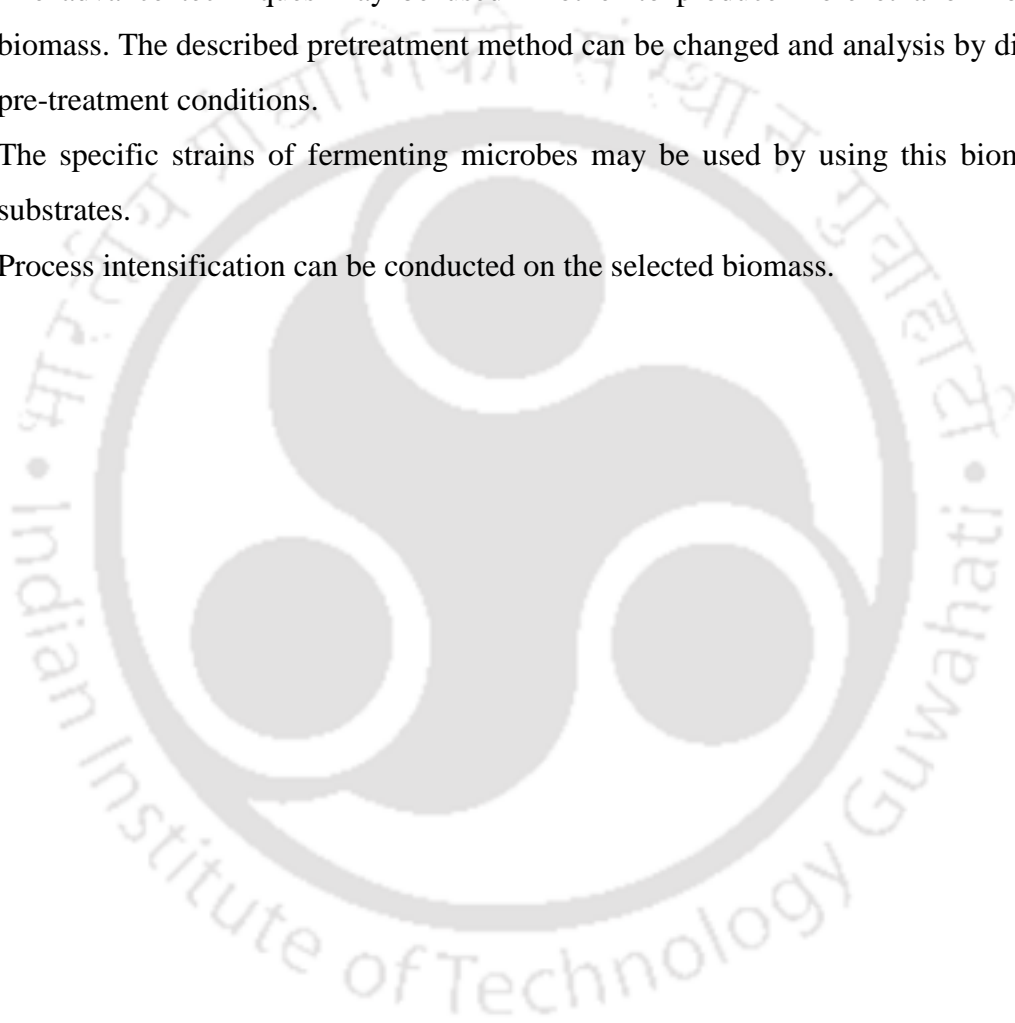 biomass. The described pretreatment method can be changed and analysis by di
pre-treatment conditions.
The specific strains of fermenting microbes may be used by using this biom
substrates.
Process intensification can be conducted on the selected biomass.
भारतीय प्रौद्योगिकी संस्थान गुवाहाटी
Indian Institute of Technology Guwahati